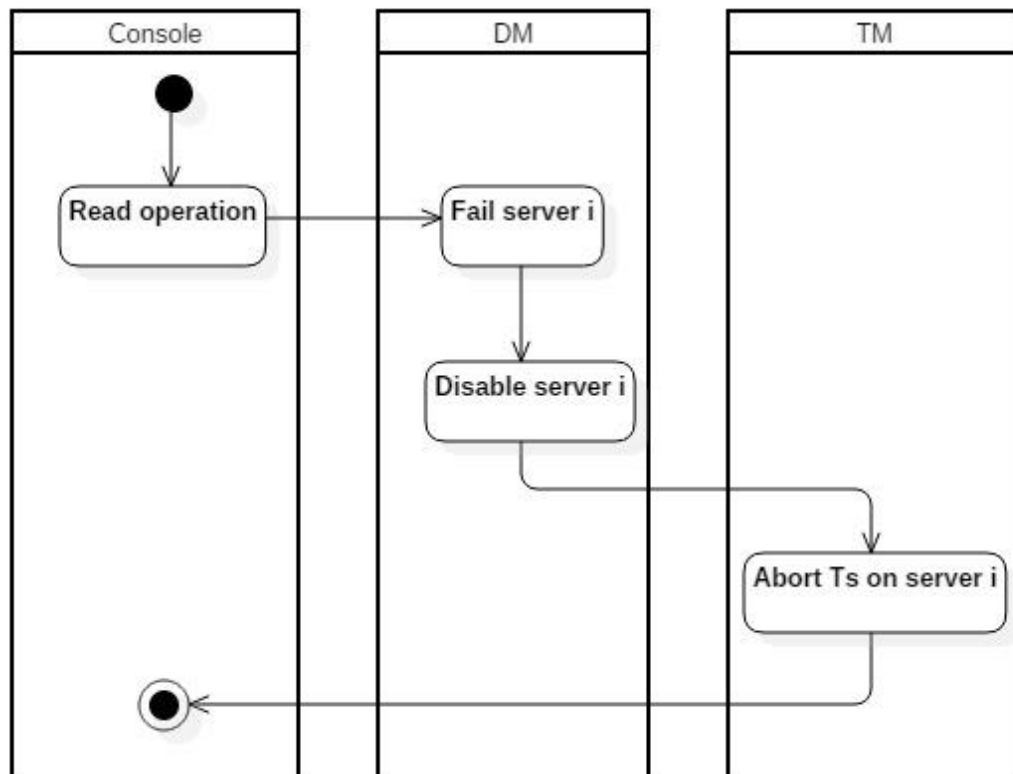 Console
DM
TM
Read operation
Fail server i
Disable server i
Abort Ts on server i